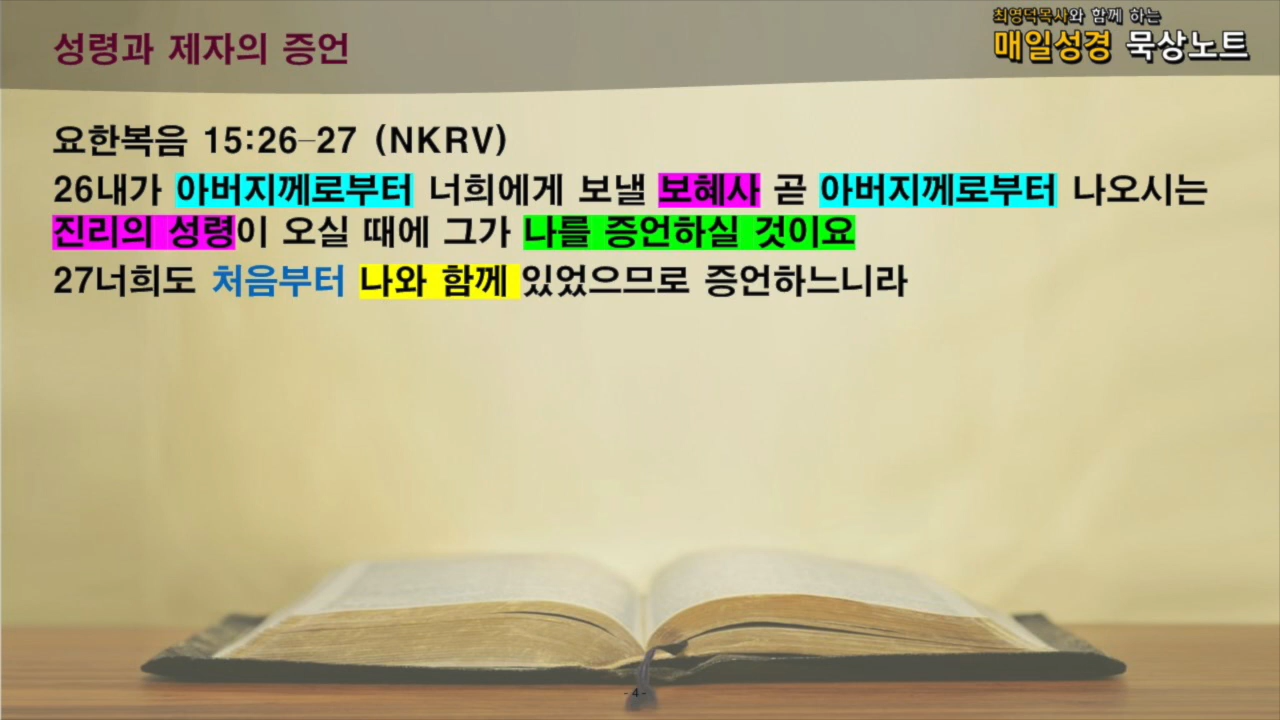 성령과 제자의 증언
최영덕목사와 함께 하는
매일성경 묵상노트
요한복음 15:26-27 (NKRV)
26내가 아버지께로부터 너희에게 보낼 보혜사 곧 아버지께로부터 나오시는
진리의 성령이 오실 때에 그가 나를 증언하실 것이요
27너희도 처음부터 나와 함께 있었으므로 증언하느니라
- 4 -